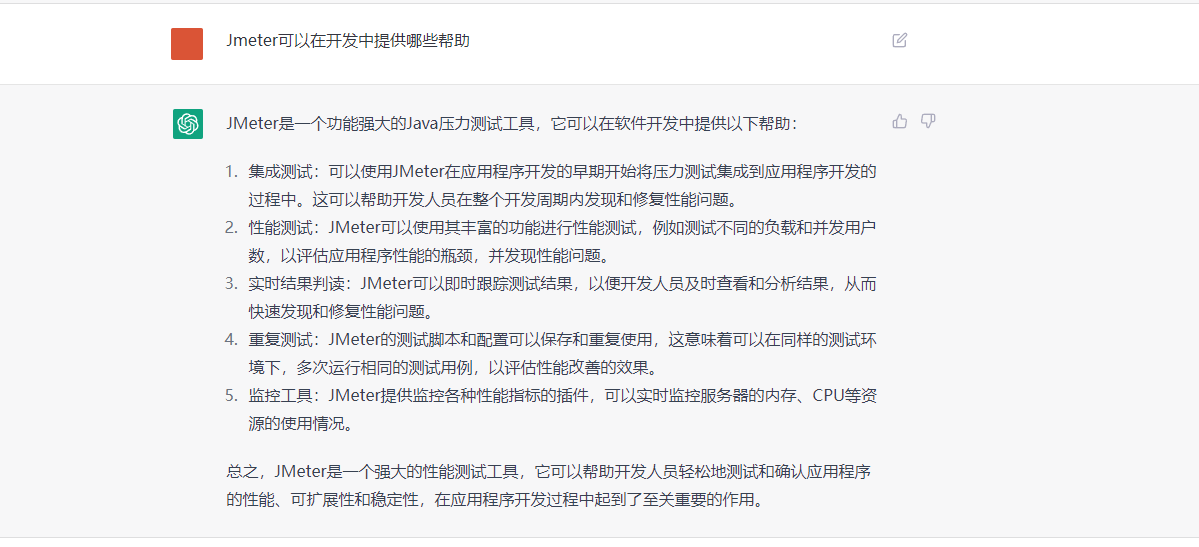 Jmeter可以在开发中提供哪些帮助
JMeter是一个功能强大的Java压力测试工具，它可以在软件开发中提供以下帮助：
1. 集成测试：可以使用JMeter在应用程序开发的早期开始将压力测试集成到应用程序开发的
过程中。这可以帮助开发人员在整个开发周期内发现和修复性能问题。
2. 性能测试：JMeter可以使用其丰富的功能进行性能测试，例如测试不同的负载和并发用户
数，以评估应用程序性能的瓶颈，并发现性能问题。
3. 实时结果判读：JMeter可以即时跟踪测试结果，以便开发人员及时查看和分析结果，从而
快速发现和修复性能问题。
4. 重复测试：JMeter的测试脚本和配置可以保存和重复使用，这意味着可以在同样的测试环
境下，多次运行相同的测试用例，以评估性能改善的效果。
5. 监控工具：JMeter提供监控各种性能指标的插件，可以实时监控服务器的内存、CPU等资
源的使用情况。
总之，JMeter是一个强大的性能测试工具，它可以帮助开发人员轻松地测试和确认应用程序
的性能、可扩展性和稳定性，在应用程序开发过程中起到了至关重要的作用。